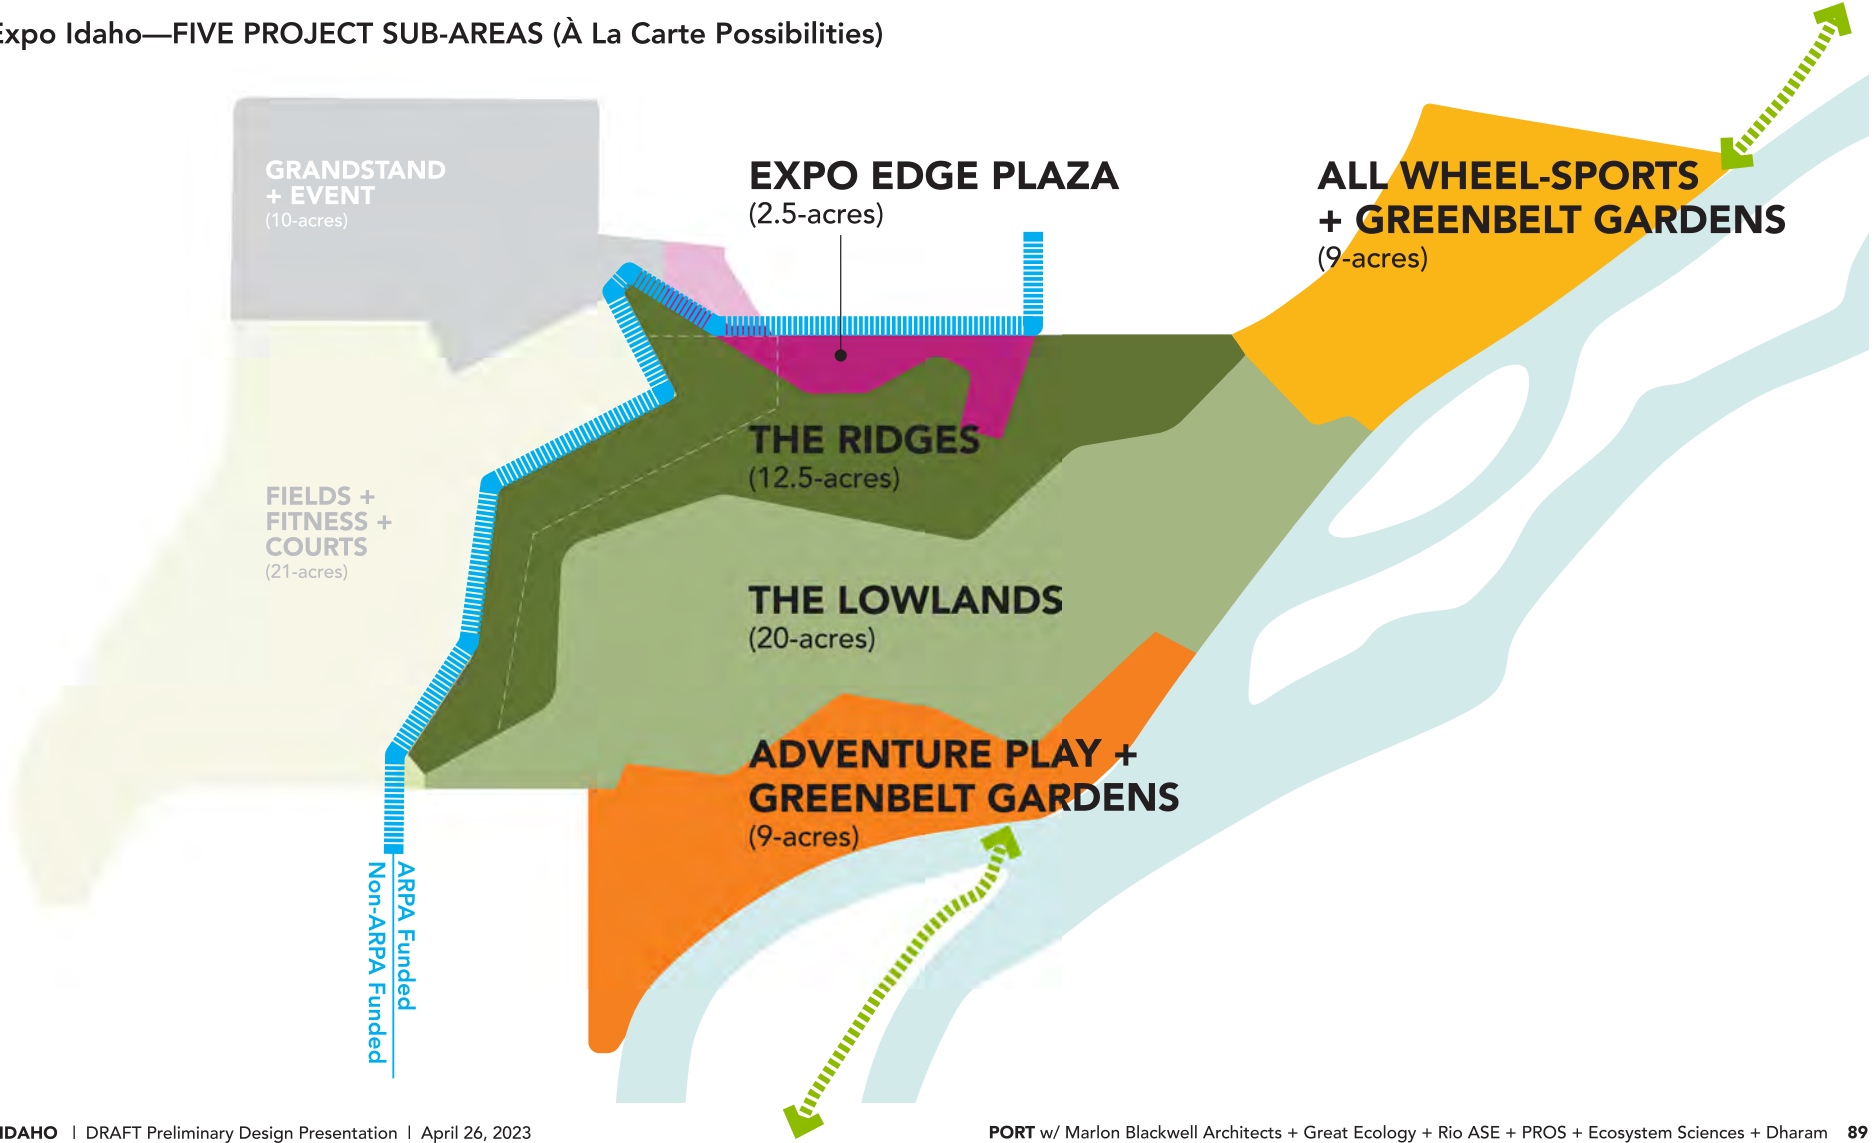 Expo Idaho—FIVE PROJECT SUB-AREAS (À La Carte Possibilities)
GRANDSTAND
+ EVENT
(10-acres)
EXPO EDGE PLAZA
(2.5-acres)
ALL WHEEL-SPORTS
+ GREENBELT GARDENS
(9-acres)
THE RIDGES
(12.5-acres)
FIELDS +
FITNESS +
COURTS
(21-acres)
THE LOWLANDS
(20-acres)
ADVENTURE PLAY +
GREENBELT GARDENS
(9-acres)
ARPA Funded
Non-ARPA Funded
IDAHO | DRAFT Preliminary Design Presentation | April 26, 2023
PORT w/ Marlon Blackwell Architects + Great Ecology + Rio ASE + PROS + Ecosystem Sciences + Dharam 89